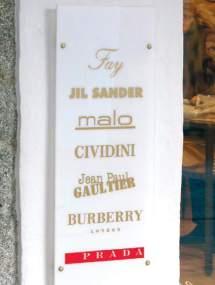 Fay
JIL SANDER
malo
CIVIDINI
Jean Paul
GAULTIER
BURBERRY
LONDON
PRADA